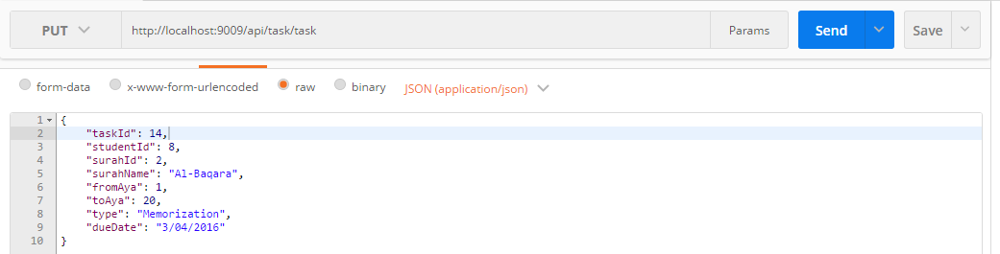 PUT http://localhost:9009/api/task/task Params Send Save
form-data x-www-form-urlencoded raw binary JSON (application/json)
1 {
2 "taskId": 14,
3 "studentId": 8,
4 "surahId": 2,
5 "surahName": "Al-Baqara",
6 "fromAya": 1,
7 "toAya": 20,
8 "type": "Memorization",
9 "dueDate": "3/04/2016"
10 }